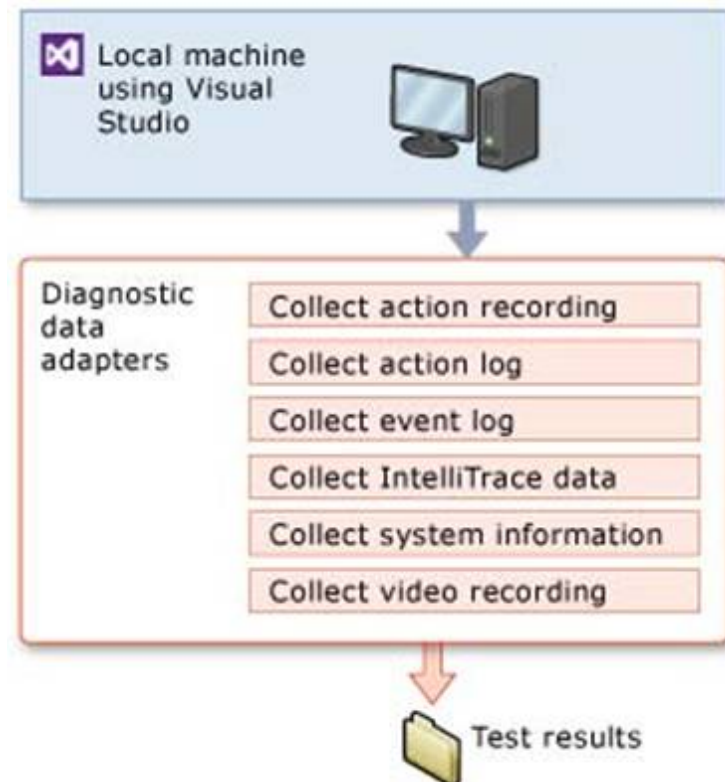 Local machine
using Visual
Studio
Diagnostic
data
adapters
Collect action recording
Collect action log
Collect event log
Collect IntelliTrace data
Collect system information
Collect video recording
Test results